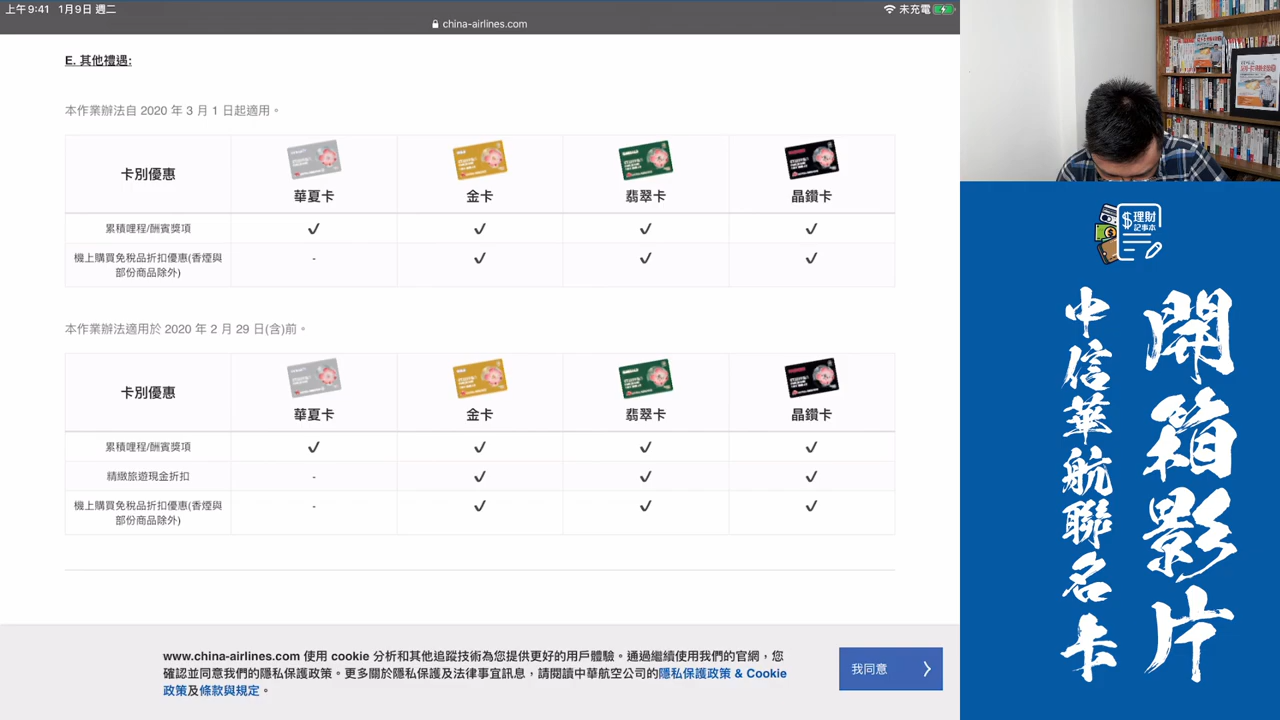 上午9:41 1月9日 週二
未充電
china-airlines.com
E. 其他禮遇:
本作業辦法自 2020 年 3 月 1 日起適用。
卡別優惠
華夏卡
金卡
翡翠卡
晶鑽卡
累積哩程/酬賓獎項
機上購買免稅品折扣優惠(香煙與
部份商品除外)
-
本作業辦法適用於 2020 年 2 月 29 日(含)前。
卡別優惠
華夏卡
金卡
翡翠卡
晶鑽卡
累積哩程/酬賓獎項
精緻旅遊現金折扣
-
機上購買免稅品折扣優惠(香煙與
部份商品除外)
-
www.china-airlines.com 使用 cookie 分析和其他追蹤技術為您提供更好的用戶體驗。通過繼續使用我們的官網，您
確認並同意我們的隱私保護政策。更多關於隱私保護及法律事宜訊息，請閱讀中華航空公司的隱私保護政策 & Cookie
政策及條款與規定。
我同意
$理財
記事本
開箱影片
中信華航聯名卡